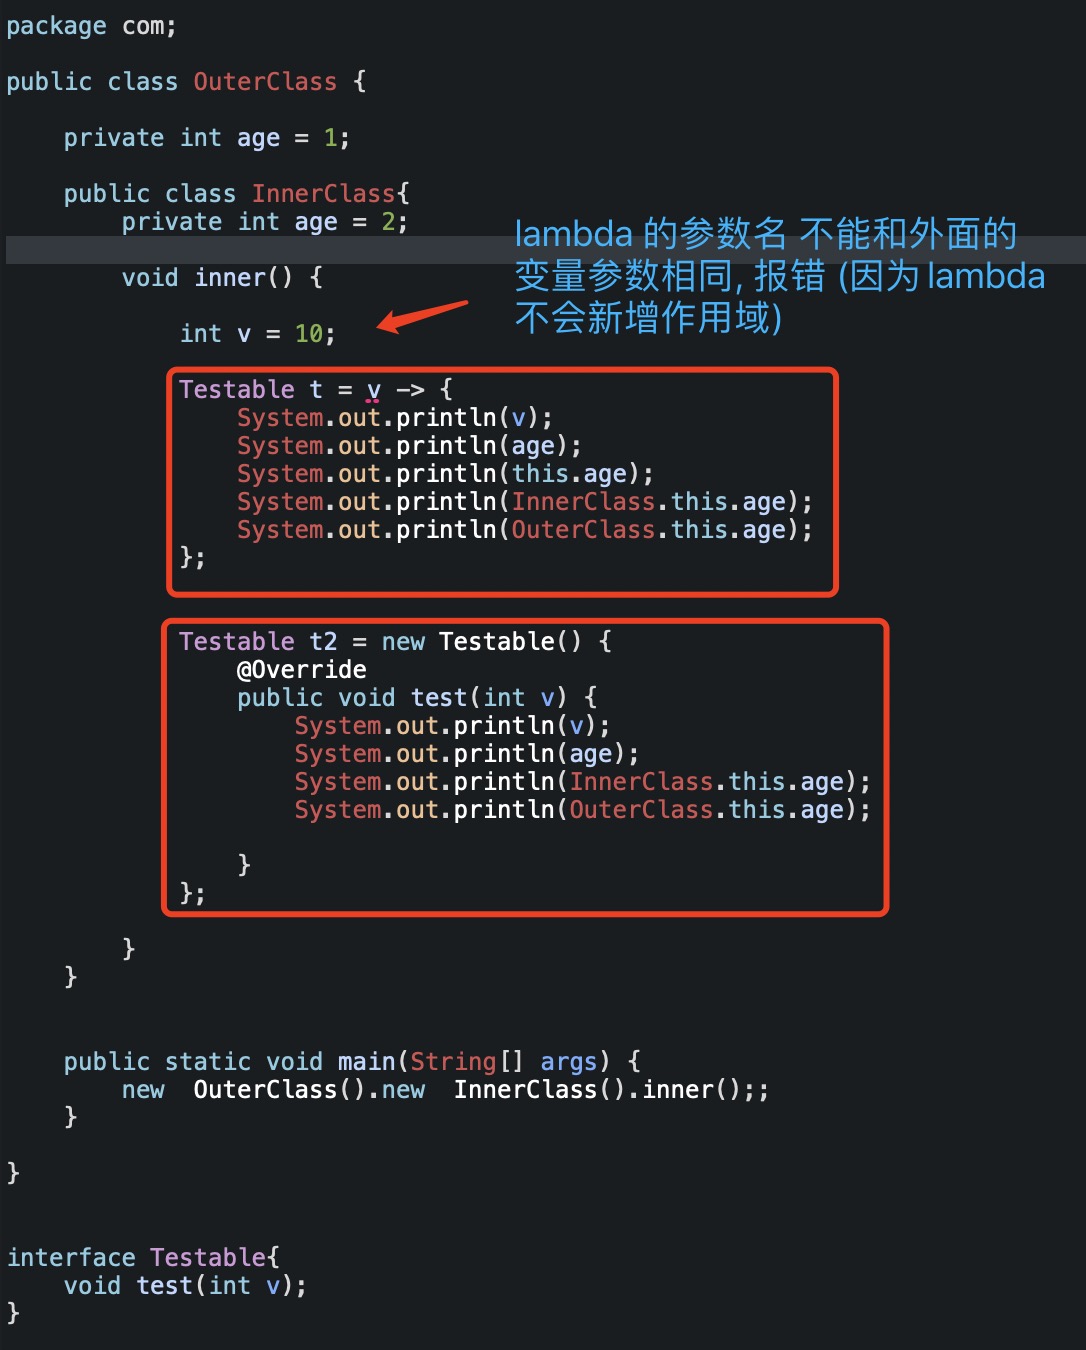 package com;
public class OuterClass {
private int age = 1;
public class InnerClass{
private int age = 2;
lambda 的参数名 不能和外面的
变量参数相同, 报错 (因为 lambda
不会新增作用域)
void inner() {
int v = 10;
Testable t = v -> {
System.out.println(v);
System.out.println(age);
System.out.println(this.age);
System.out.println(InnerClass.this.age);
System.out.println(OuterClass.this.age);
};
Testable t2 = new Testable() {
@Override
public void test(int v) {
System.out.println(v);
System.out.println(age);
System.out.println(InnerClass.this.age);
System.out.println(OuterClass.this.age);
}
};
}
}
public static void main(String[] args) {
new  OuterClass().new  InnerClass().inner();;
}
}
interface Testable{
void test(int v);
}